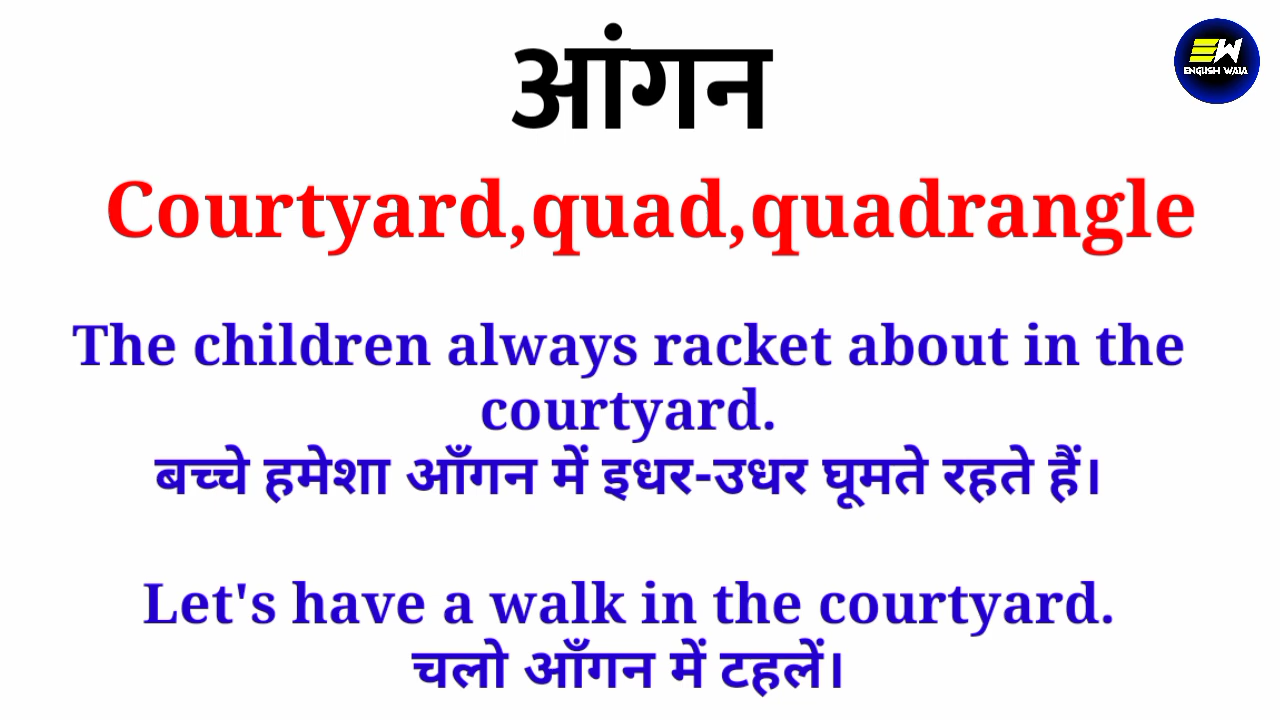 आंगन
EW
ENGLISH WALA
Courtyard,quad,quadrangle
The children always racket about in the
courtyard.
बच्चे हमेशा आँगन में इधर-उधर घूमते रहते हैं।
Let's have a walk in the courtyard.
चलो आँगन में टहलें।